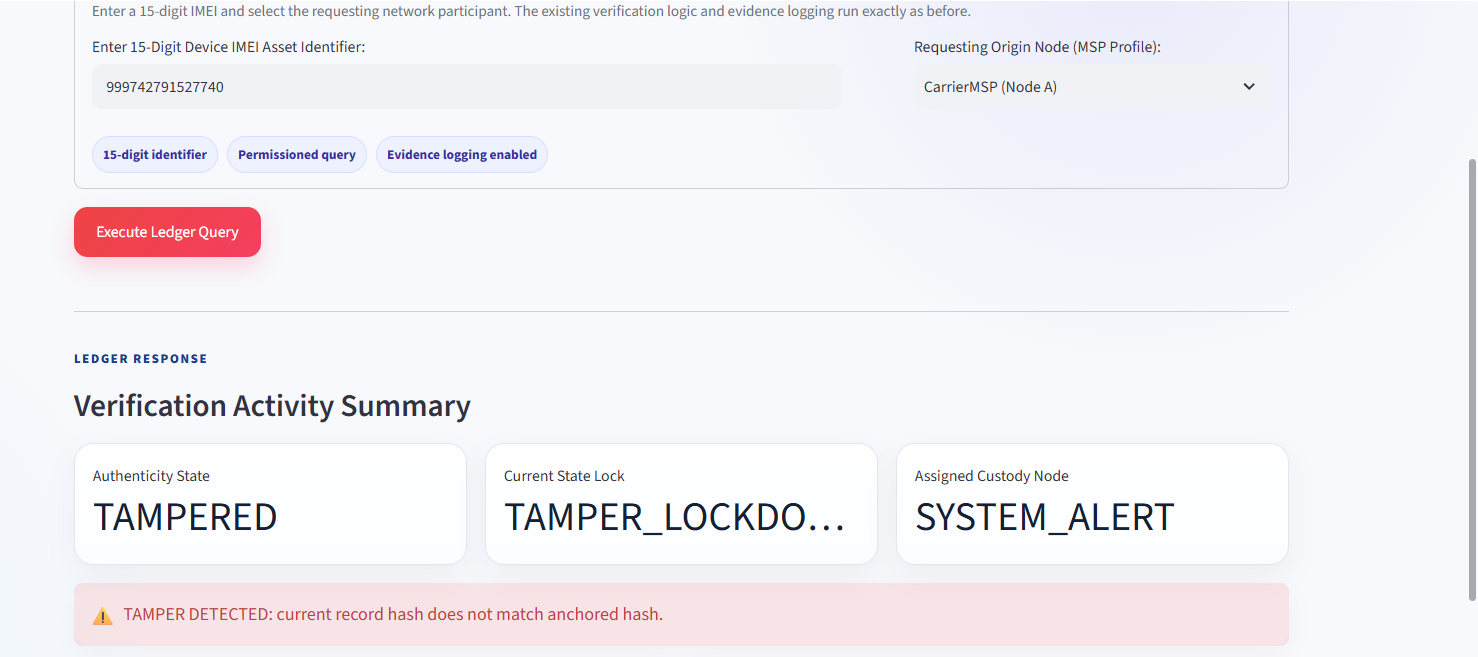 Enter a 15-digit IMEI and select the requesting network participant. The existing verification logic and evidence logging run exactly as before.
Enter 15-Digit Device IMEI Asset Identifier:
999742791527740
Requesting Origin Node (MSP Profile):
CarrierMSP (Node A)
15-digit identifier
Permissioned query
Evidence logging enabled
Execute Ledger Query
LEDGER RESPONSE
Verification Activity Summary
Authenticity State
TAMPERED
Current State Lock
TAMPER_LOCKDO...
Assigned Custody Node
SYSTEM_ALERT
TAMPER DETECTED: current record hash does not match anchored hash.